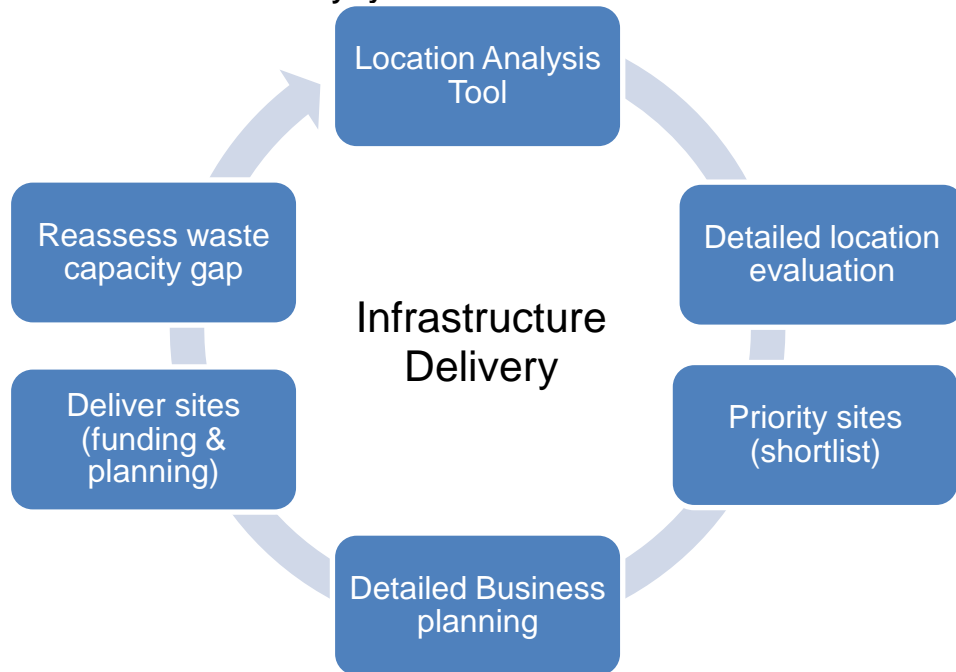 Location Analysis
Tool
Detailed location
evaluation
Priority sites
(shortlist)
Detailed Business
planning
Deliver sites
(funding &
planning)
Reassess waste
capacity gap
Infrastructure
Delivery